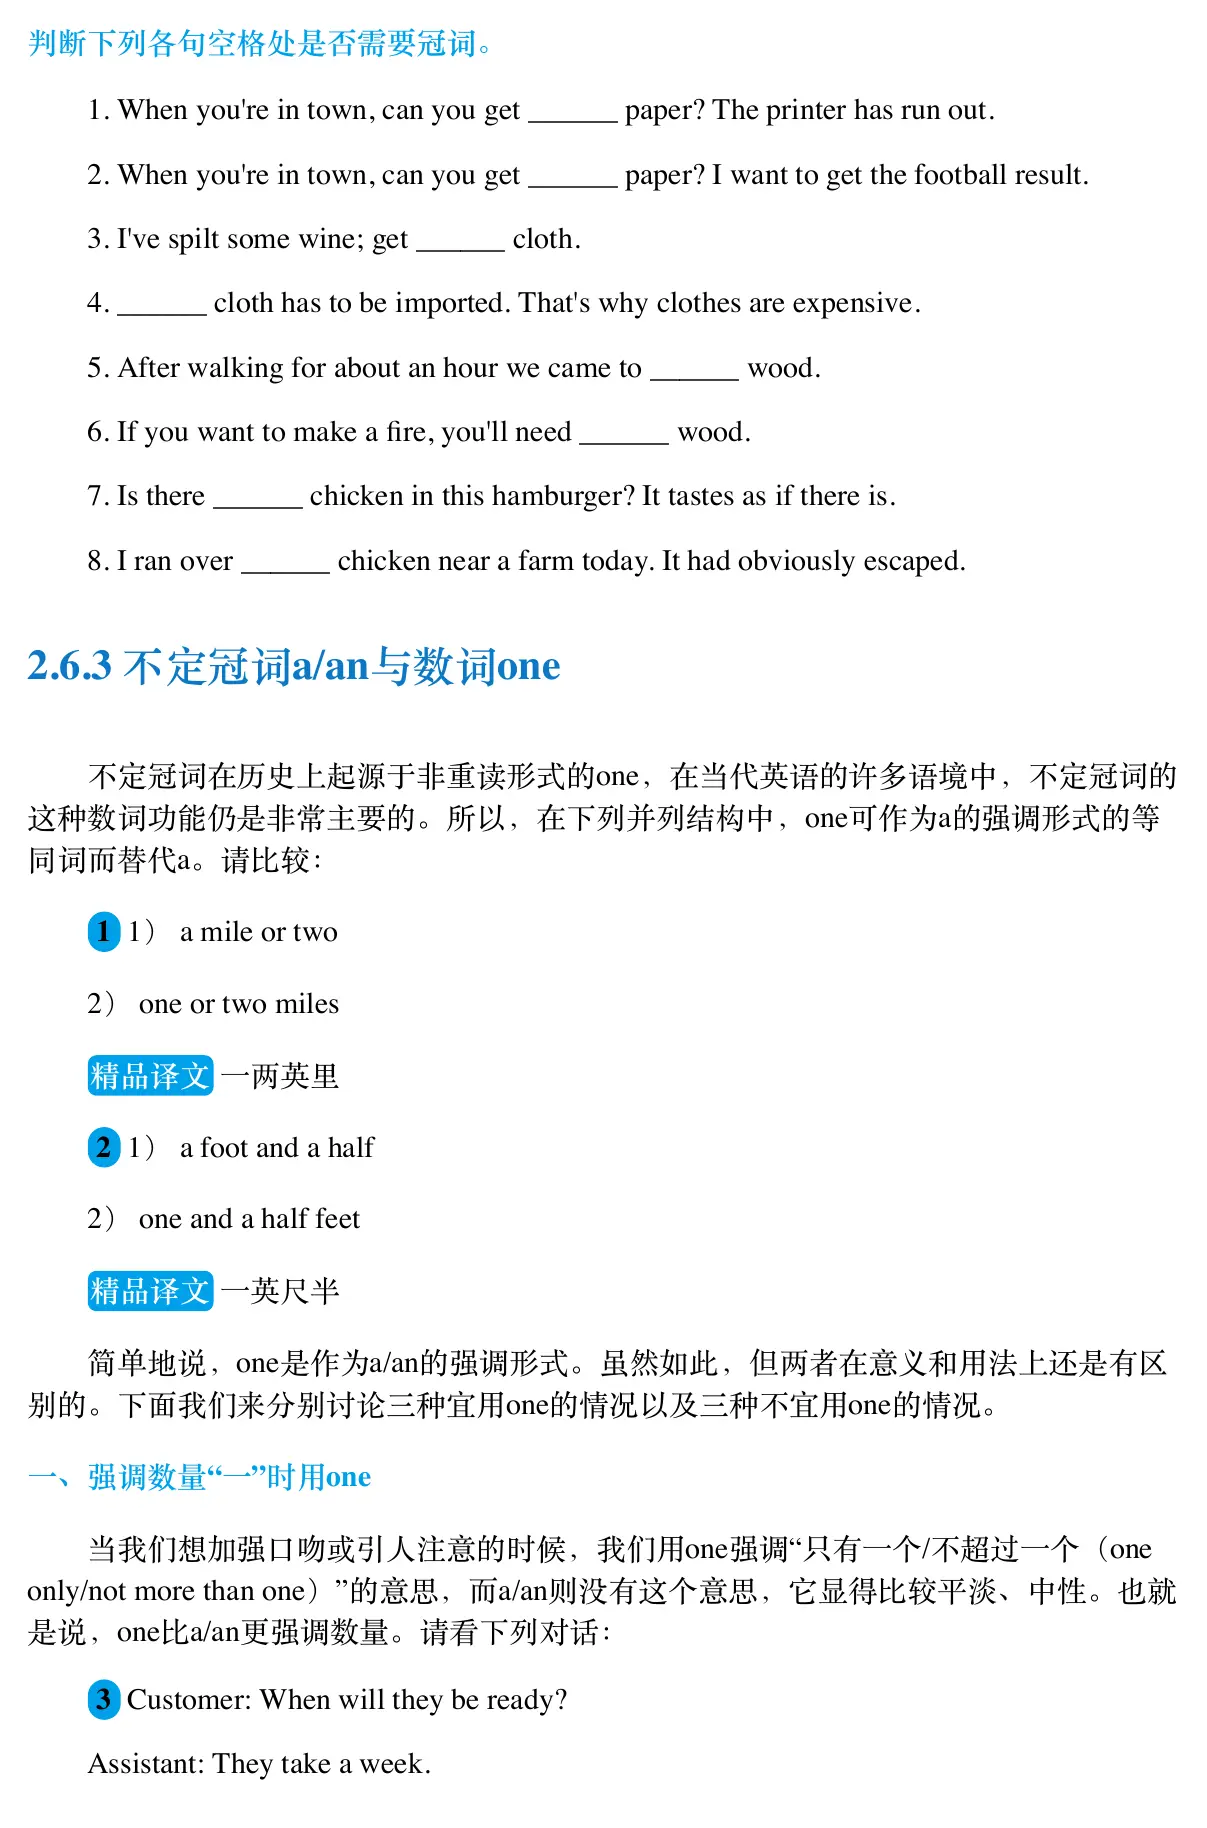 判断下列各句空格处是否需要冠词。
1. When you're in town, can you get ______ paper? The printer has run out.
2. When you're in town, can you get ______ paper? I want to get the football result.
3. I've spilt some wine; get ______ cloth.
4. ______ cloth has to be imported. That's why clothes are expensive.
5. After walking for about an hour we came to ______ wood.
6. If you want to make a fire, you'll need ______ wood.
7. Is there ______ chicken in this hamburger? It tastes as if there is.
8. I ran over ______ chicken near a farm today. It had obviously escaped.
2.6.3 不定冠词a/an与数词one
不定冠词在历史上起源于非重读形式的one，在当代英语的许多语境中，不定冠词的
这种数词功能仍是非常主要的。所以，在下列并列结构中，one可作为a的强调形式的等
同词而替代a。请比较：
1 1） a mile or two
2） one or two miles
精品译文 一两英里
2 1） a foot and a half
2） one and a half feet
精品译文 一英尺半
简单地说，one是作为a/an的强调形式。虽然如此，但两者在意义和用法上还是有区
别的。下面我们来分别讨论三种宜用one的情况以及三种不宜用one的情况。
一、强调数量“一”时用one
当我们想加强口吻或引人注意的时候，我们用one强调“只有一个/不超过一个（one
only/not more than one）”的意思，而a/an则没有这个意思，它显得比较平淡、中性。也就
是说，one比a/an更强调数量。请看下列对话：
3 Customer: When will they be ready?
Assistant: They take a week.